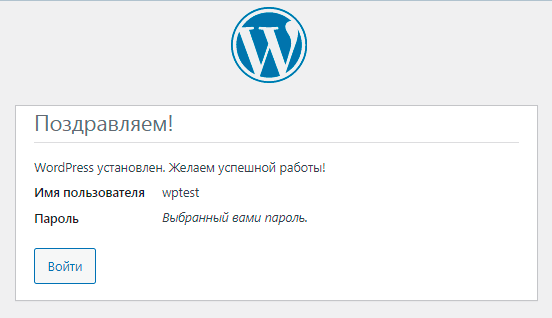 Поздравляем!
WordPress установлен. Желаем успешной работы!
Имя пользователя wptest
Пароль Выбранный вами пароль.
Войти